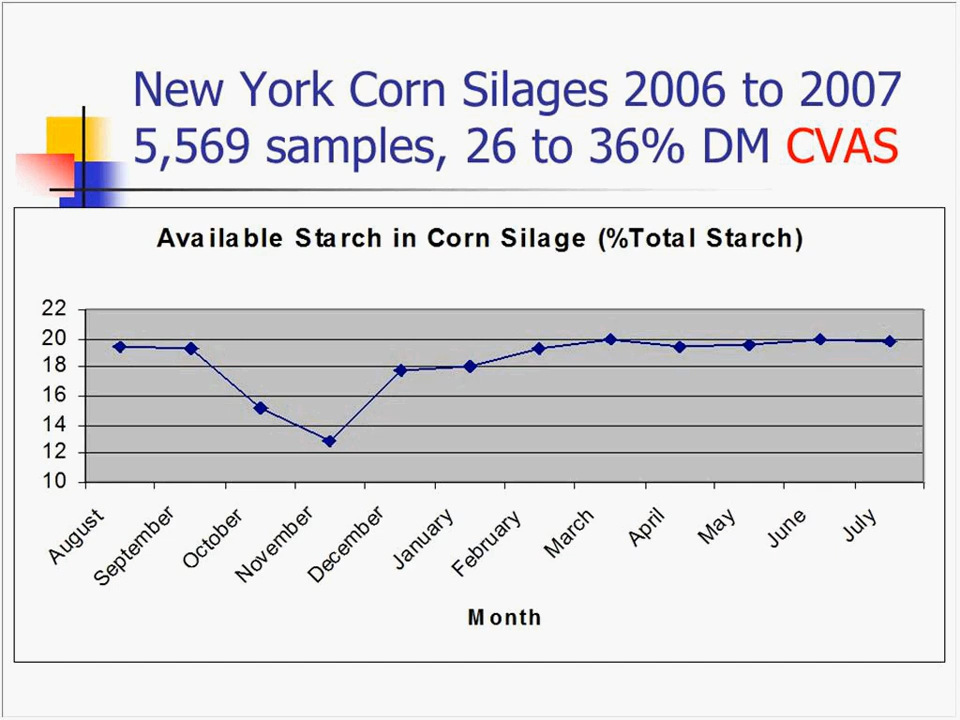 New York Corn Silages 2006 to 2007
5,569 samples, 26 to 36% DM CVAS
Available Starch in Corn Silage (%Total Starch)
22
20
18
16
14
12
10
August
September
October
November
December
January
February
March
April
May
June
July
Month